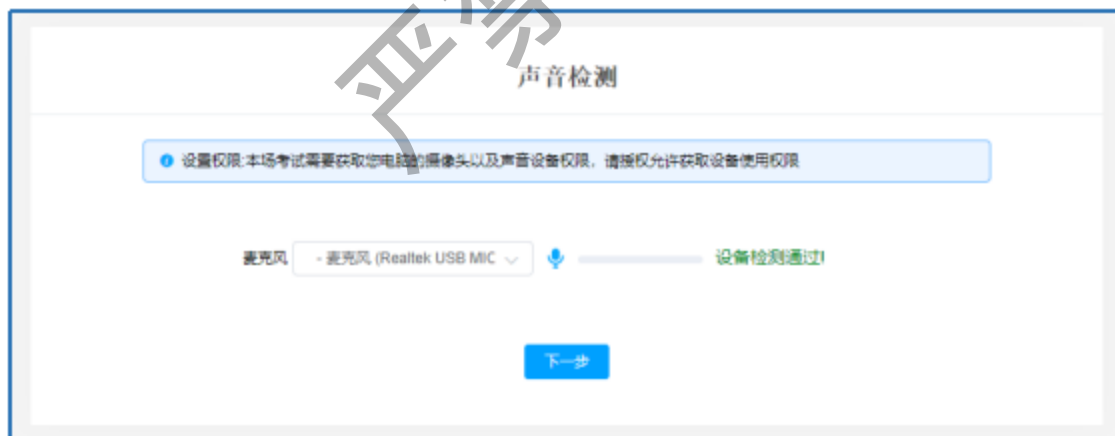 严
声音检测
设置权限:本场考试需要获取您电脑的摄像头以及声音设备权限，请授权允许获取设备使用权限
麦克风 - 麦克风 (Realtek USB MIC 设备检测通过!
下一步